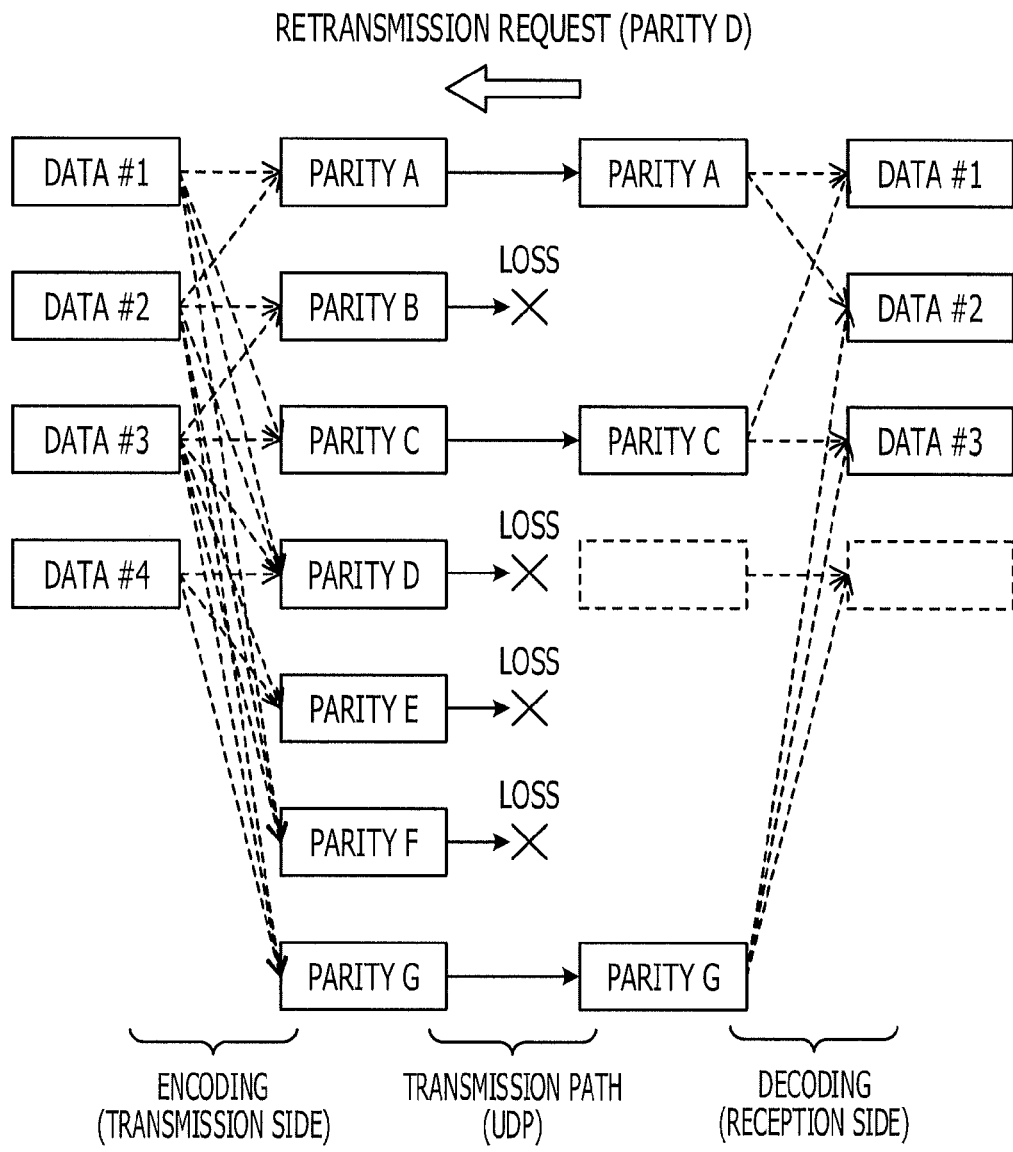 RETRANSMISSION REQUEST (PARITY D)
DATA #1
PARITY A
PARITY A
DATA #1
LOSS
DATA #2
PARITY B
DATA #2
DATA #3
PARITY C
PARITY C
DATA #3
LOSS
DATA #4
PARITY D
LOSS
PARITY E
LOSS
PARITY F
PARITY G
PARITY G
ENCODING
(TRANSMISSION SIDE)
TRANSMISSION PATH
(UDP)
DECODING
(RECEPTION SIDE)